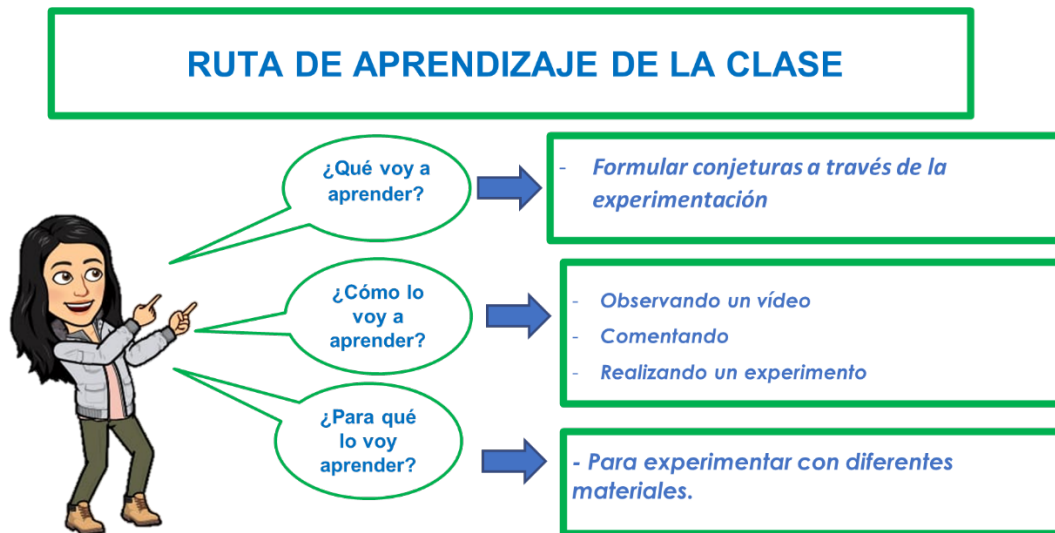 RUTA DE APRENDIZAJE DE LA CLASE
¿Qué voy a
aprender?
- Formular conjeturas a través de la
experimentación
¿Cómo lo
voy a
aprender?
- Observando un vídeo
- Comentando
- Realizando un experimento
¿Para qué
lo voy
aprender?
- Para experimentar con diferentes
materiales.